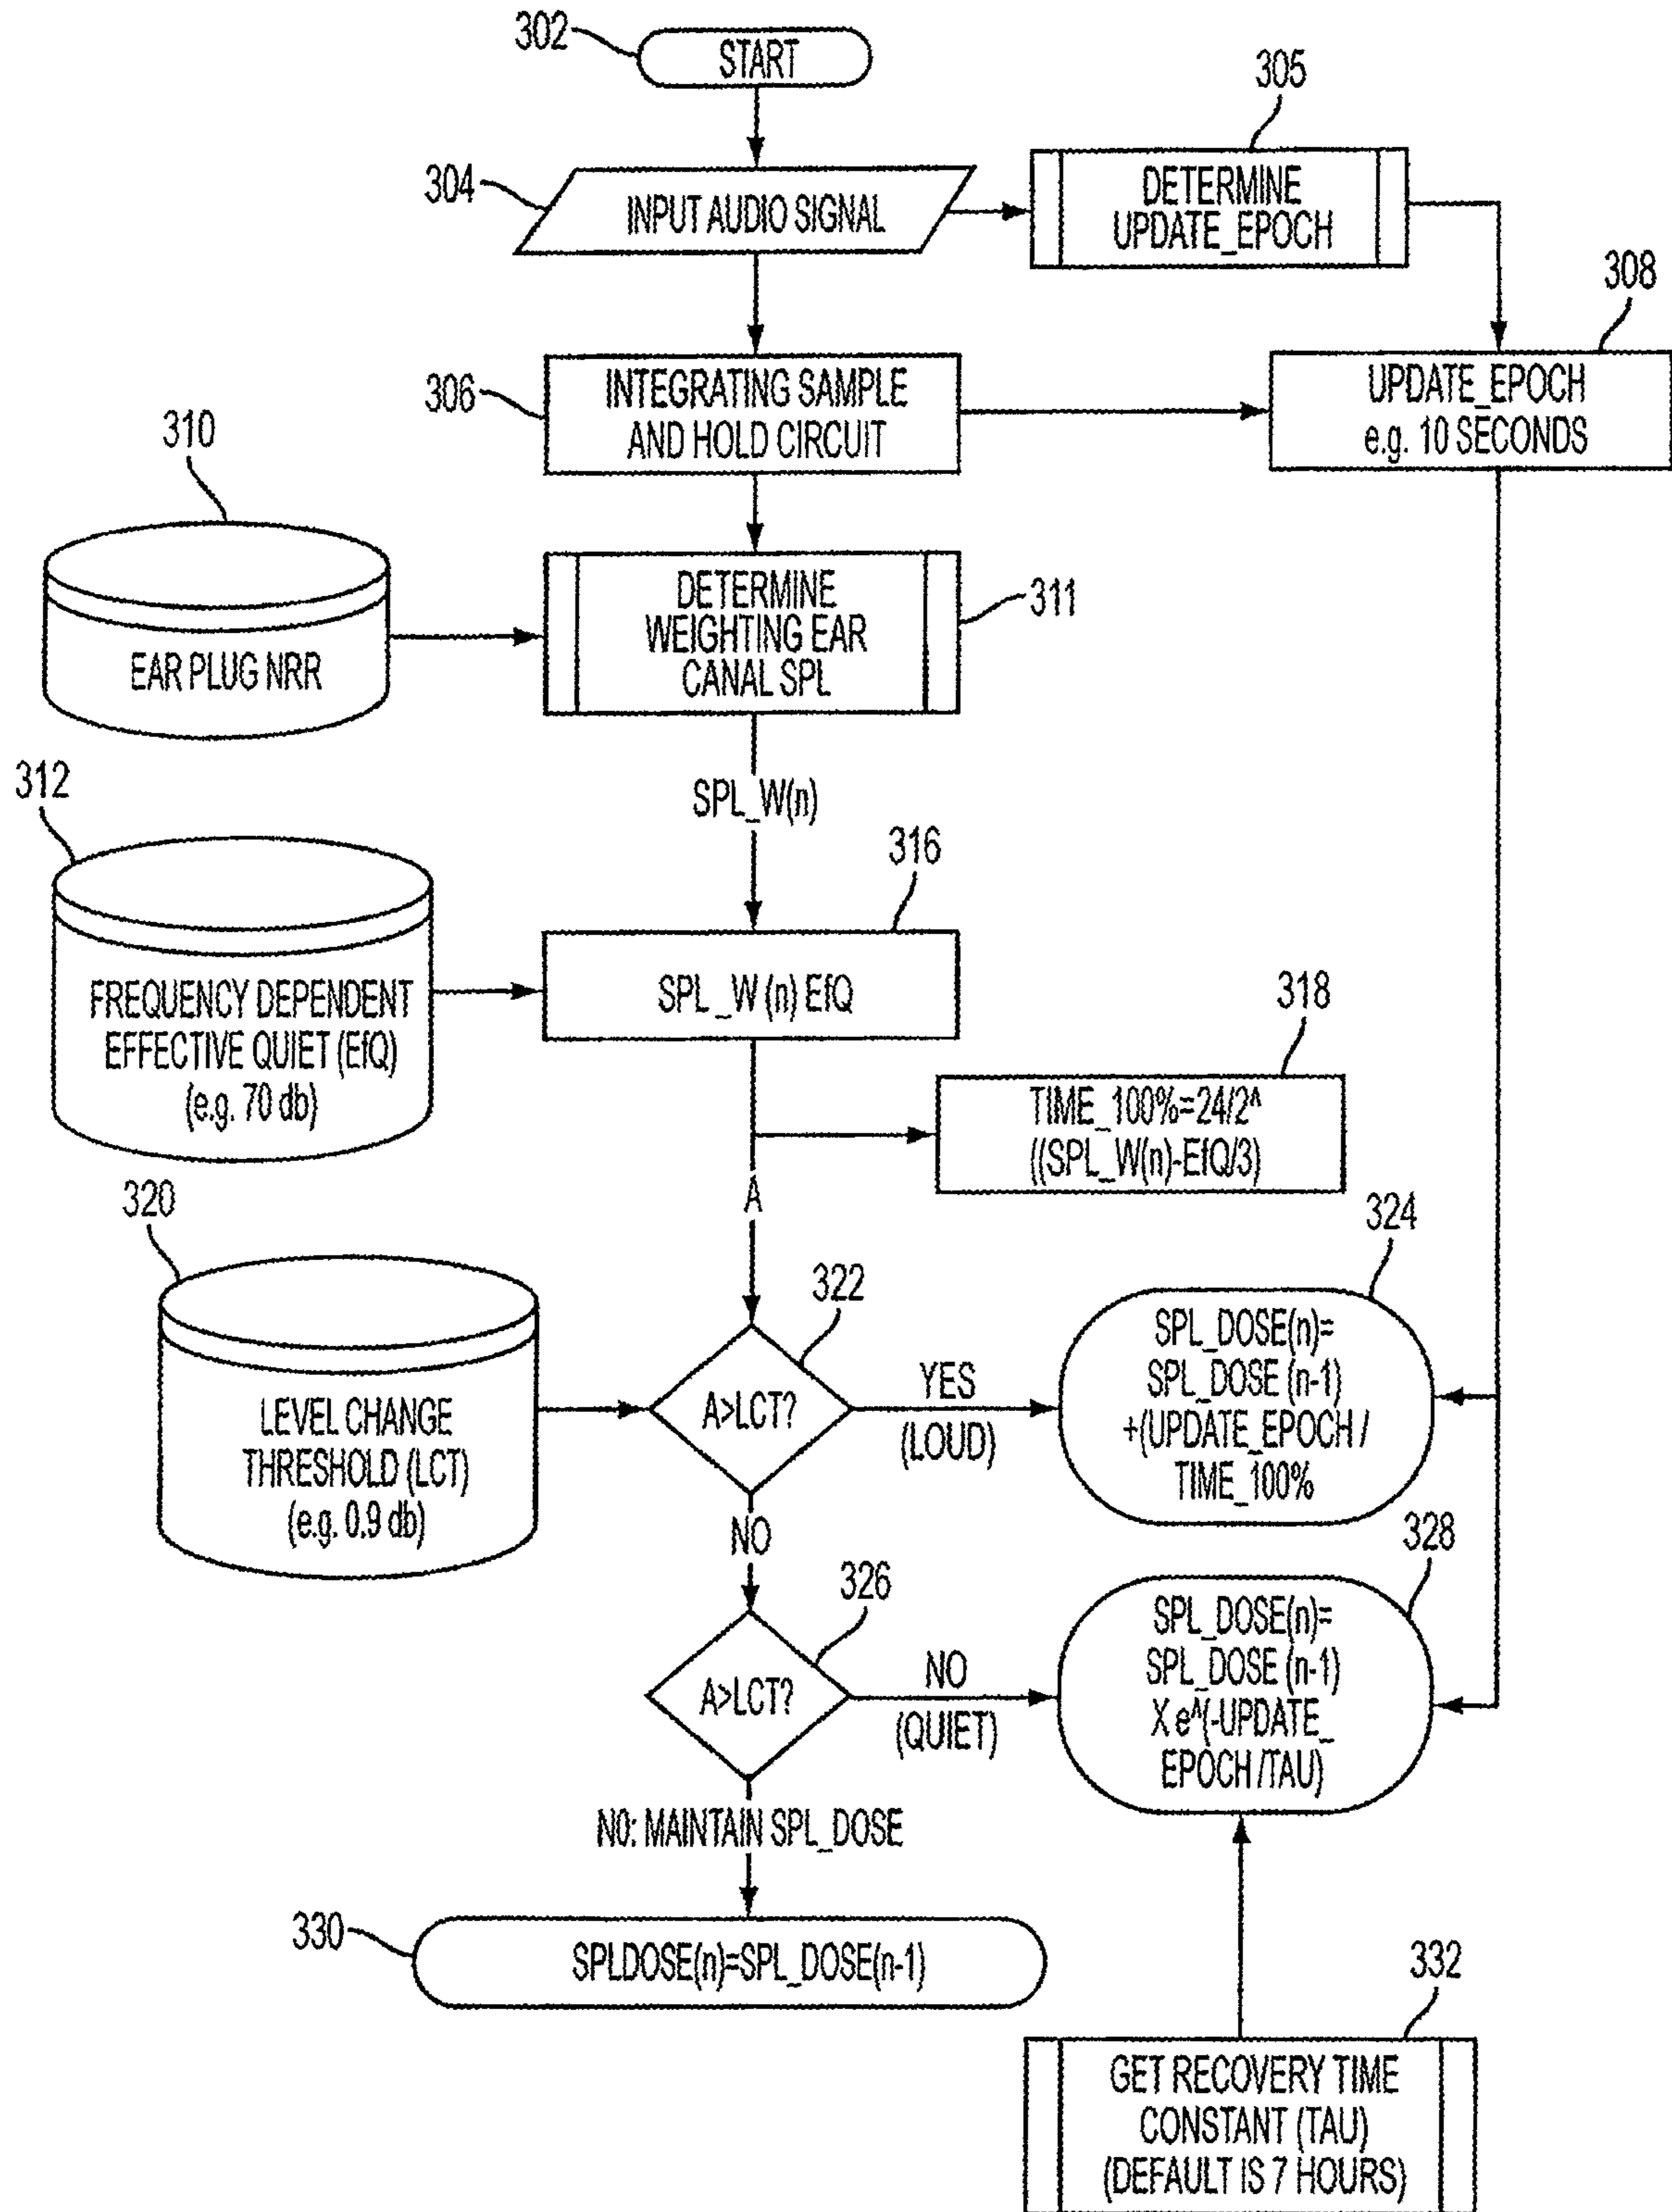 302
START
305
304
INPUT AUDIO SIGNAL
DETERMINE
UPDATE_EPOCH
308
306
INTEGRATING SAMPLE
AND HOLD CIRCUIT
UPDATE_EPOCH
e.g. 10 SECONDS
310
EAR PLUG NRR
DETERMINE
WEIGHTING EAR
CANAL SPL
311
SPL_W(n)
312
FREQUENCY DEPENDENT
EFFECTIVE QUIET (EfQ)
(e.g. 70 db)
316
SPL_W (n) EfQ
318
TIME_100%=24/2^
((SPL_W(n)-EfQ/3)
A
320
LEVEL CHANGE
THRESHOLD (LCT)
(e.g. 0.9 db)
322
A>LCT?
YES
(LOUD)
324
SPL_DOSE(n)=
SPL_DOSE (n-1)
+(UPDATE_EPOCH /
TIME_100%
NO
326
A>LCT?
NO
(QUIET)
328
SPL_DOSE(n)=
SPL_DOSE (n-1)
X e^(-UPDATE_
EPOCH /TAU)
N0: MAINTAIN SPL_DOSE
330
SPLDOSE(n)=SPL_DOSE(n-1)
332
GET RECOVERY TIME
CONSTANT (TAU)
(DEFAULT IS 7 HOURS)